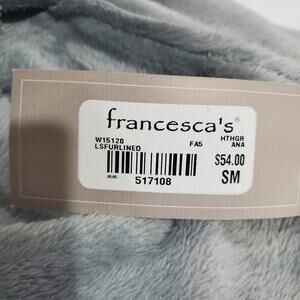 francesca's®
W15120 HTHGR
LSFURLINED FA5 ANA
$54.00
517108 SM